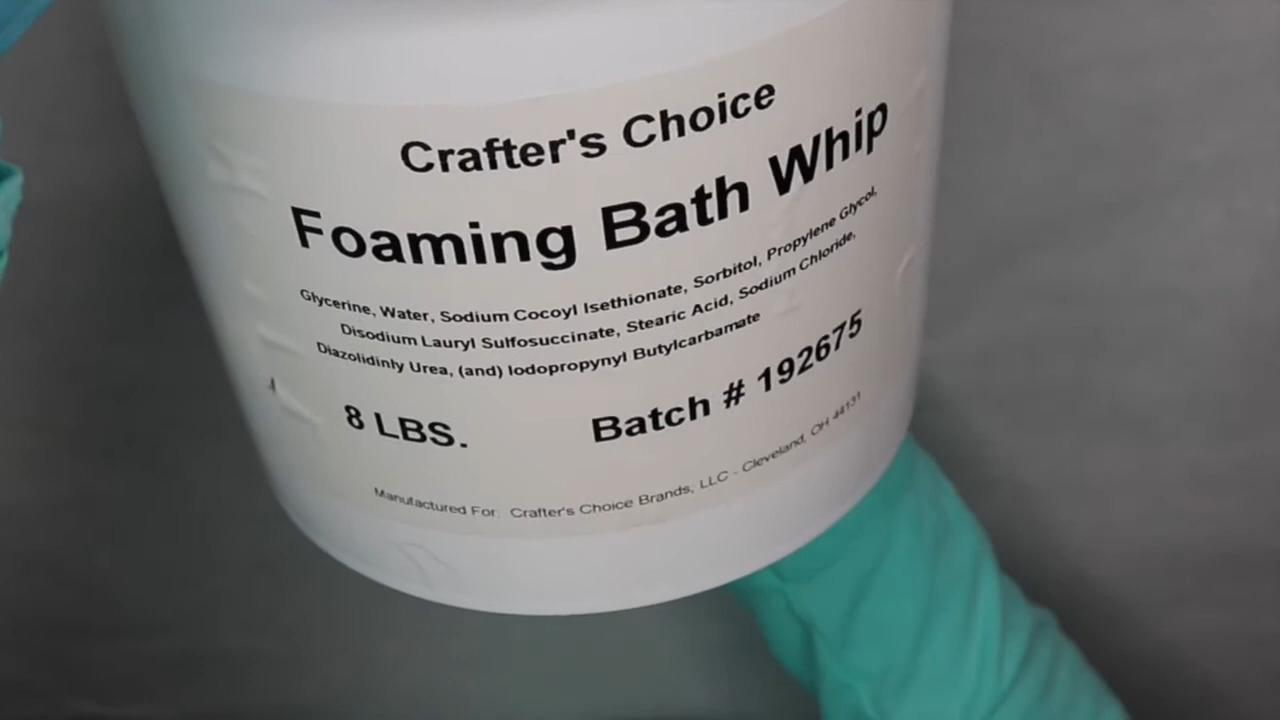 Crafter's Choice
Foaming Bath Whip
Glycerine, Water, Sodium Cocoyl Isethionate, Sorbitol, Propylene Glycol,
Disodium Lauryl Sulfosuccinate, Stearic Acid, Sodium Chloride,
Diazolidinly Urea, (and) Iodopropynyl Butylcarbamate
8 LBS.
Batch # 192675
Manufactured For: Crafter's Choice Brands, LLC - Cleveland, OH 44131